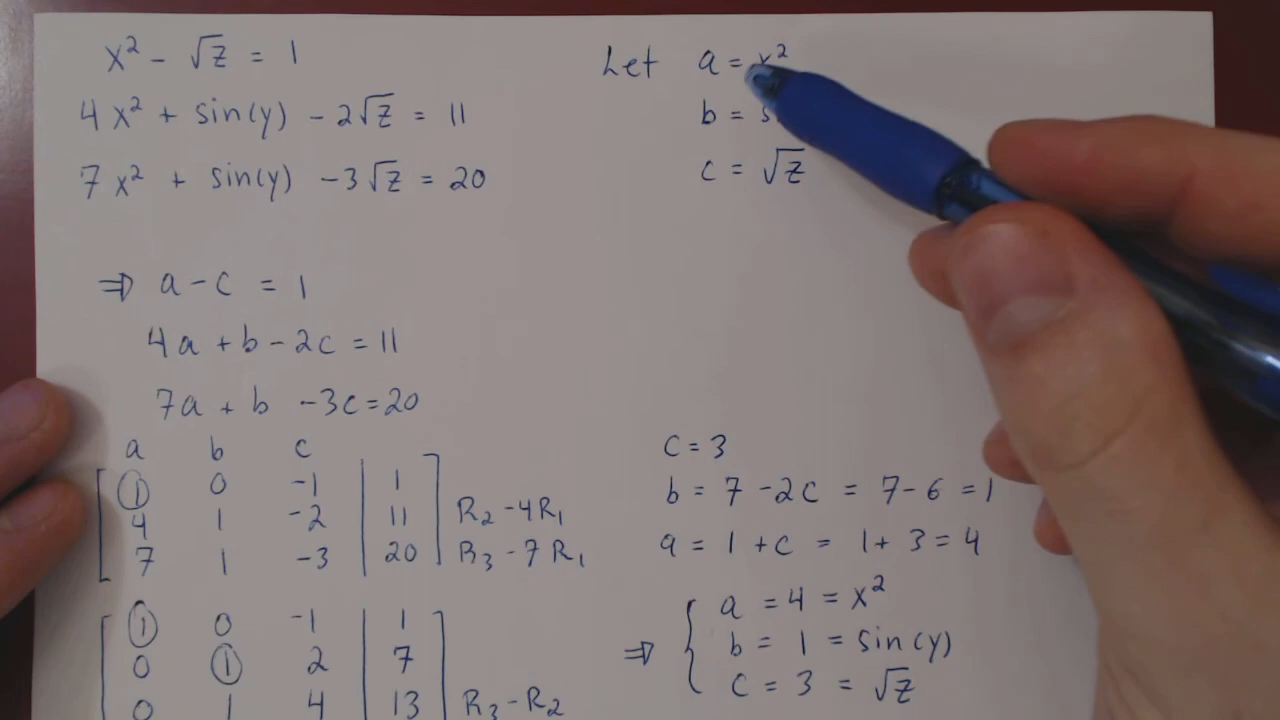 x² - √z = 1
4x² + sin(y) - 2√z = 11
7x² + sin(y) - 3√z = 20
Let a = x²
b = s
c = √z
⇒ a - c = 1
4a + b - 2c = 11
7a + b - 3c = 20
a b c
1 0 -1 | 1
4 1 -2 | 11 R₂ - 4R₁
7 1 -3 | 20 R₃ - 7R₁
1 0 -1 | 1
0 1 2 | 7
0 1 4 | 13 R₃ - R₂
c = 3
b = 7 - 2c = 7 - 6 = 1
a = 1 + c = 1 + 3 = 4
⇒ { a = 4 = x²
b = 1 = sin(y)
c = 3 = √z